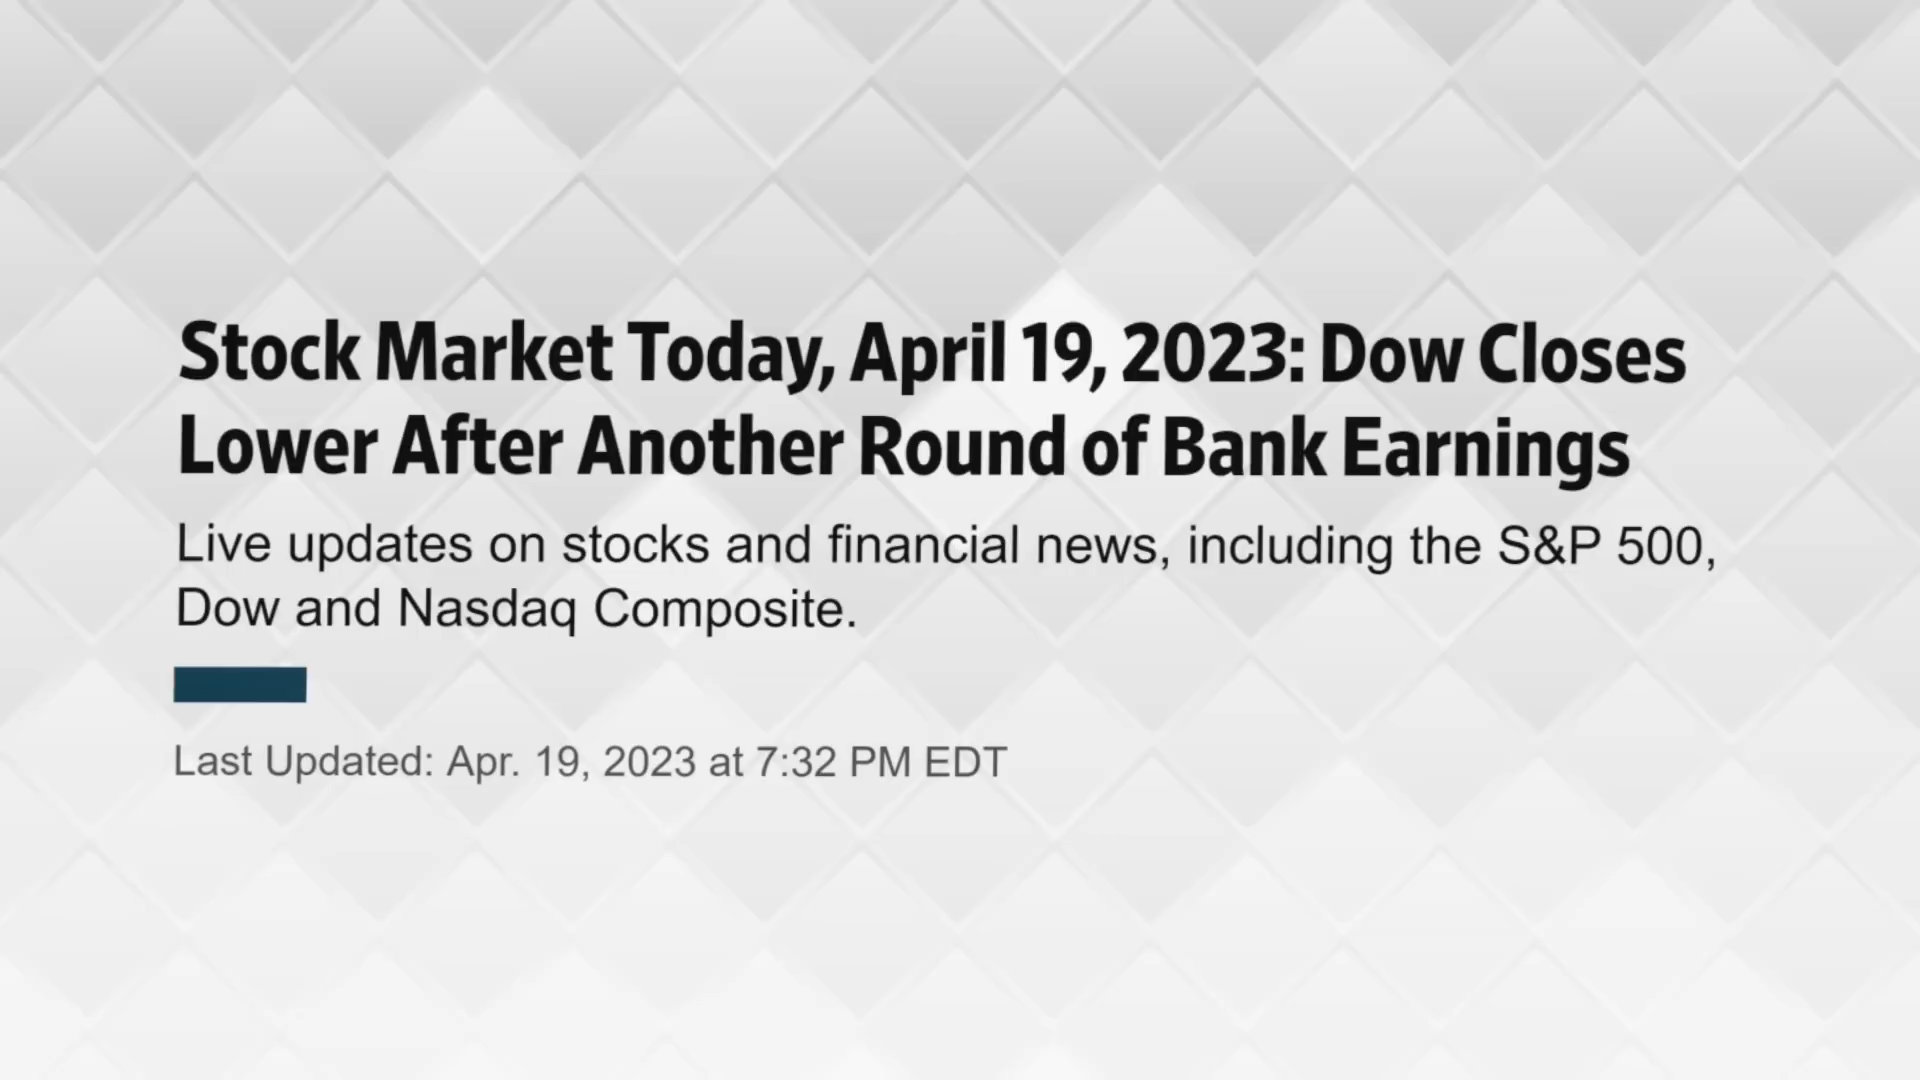 Stock Market Today, April 19, 2023: Dow Closes
Lower After Another Round of Bank Earnings
Live updates on stocks and financial news, including the S&P 500,
Dow and Nasdaq Composite.
Last Updated: Apr. 19, 2023 at 7:32 PM EDT